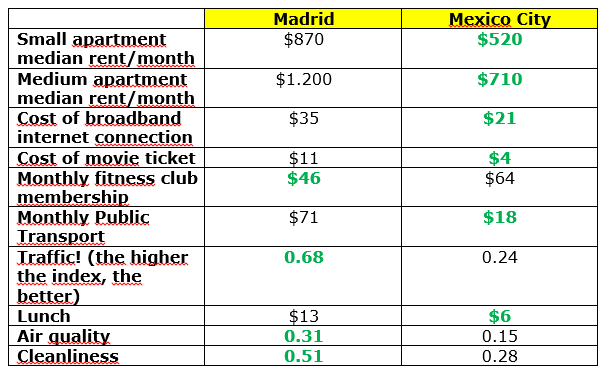 Madrid Mexico City
Small apartment
median rent/month $870 $520
Medium apartment
median rent/month $1.200 $710
Cost of broadband
internet connection $35 $21
Cost of movie ticket $11 $4
Monthly fitness club
membership $46 $64
Monthly Public
Transport $71 $18
Traffic! (the higher
the index, the
better) 0.68 0.24
Lunch $13 $6
Air quality 0.31 0.15
Cleanliness 0.51 0.28